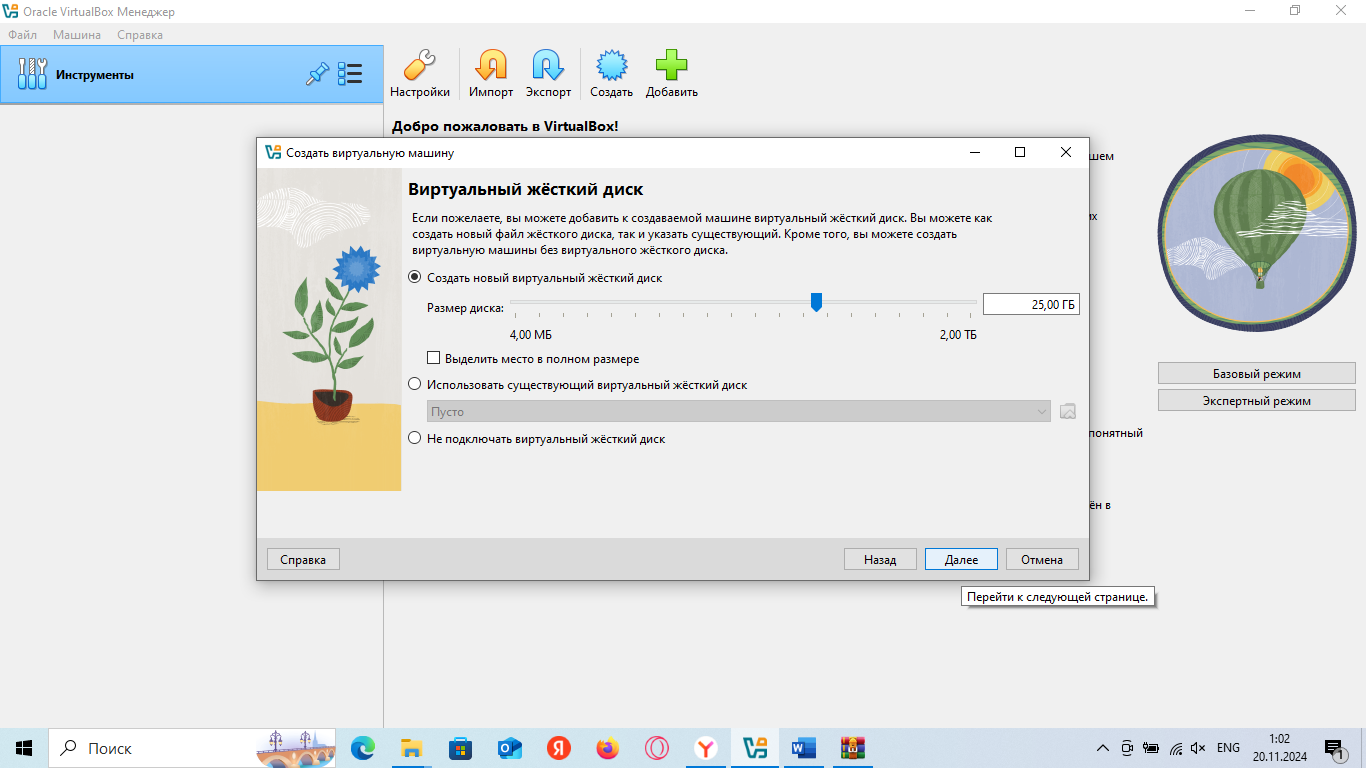 Oracle VirtualBox Менеджер
Файл Машина Справка
Инструменты
Настройки Импорт Экспорт Создать Добавить
Добро пожаловать в VirtualBox!
Создать виртуальную машину
шем
Виртуальный жёсткий диск
Если пожелаете, вы можете добавить к создаваемой машине виртуальный жёсткий диск. Вы можете как
создать новый файл жёсткого диска, так и указать существующий. Кроме того, вы можете создать
виртуальную машины без виртуального жёсткого диска.
их
Создать новый виртуальный жёсткий диск
Размер диска: 25,00 ГБ
4,00 МБ 2,00 ТБ
Выделить место в полном размере
Использовать существующий виртуальный жёсткий диск
Пусто
Не подключать виртуальный жёсткий диск
Базовый режим
Экспертный режим
понятный
ён в
Справка Назад Далее Отмена
Перейти к следующей странице.
Поиск
ENG
1:02
20.11.2024
1